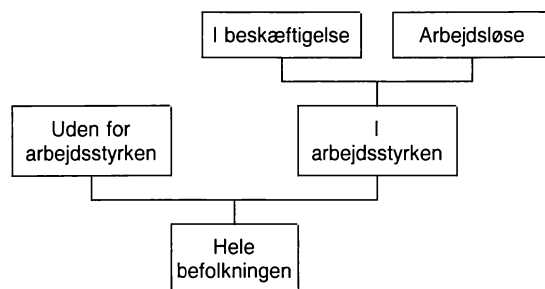 I beskæftigelse
Arbejdsløse
Uden for
arbejdsstyrken
I
arbejdsstyrken
Hele
befolkningen